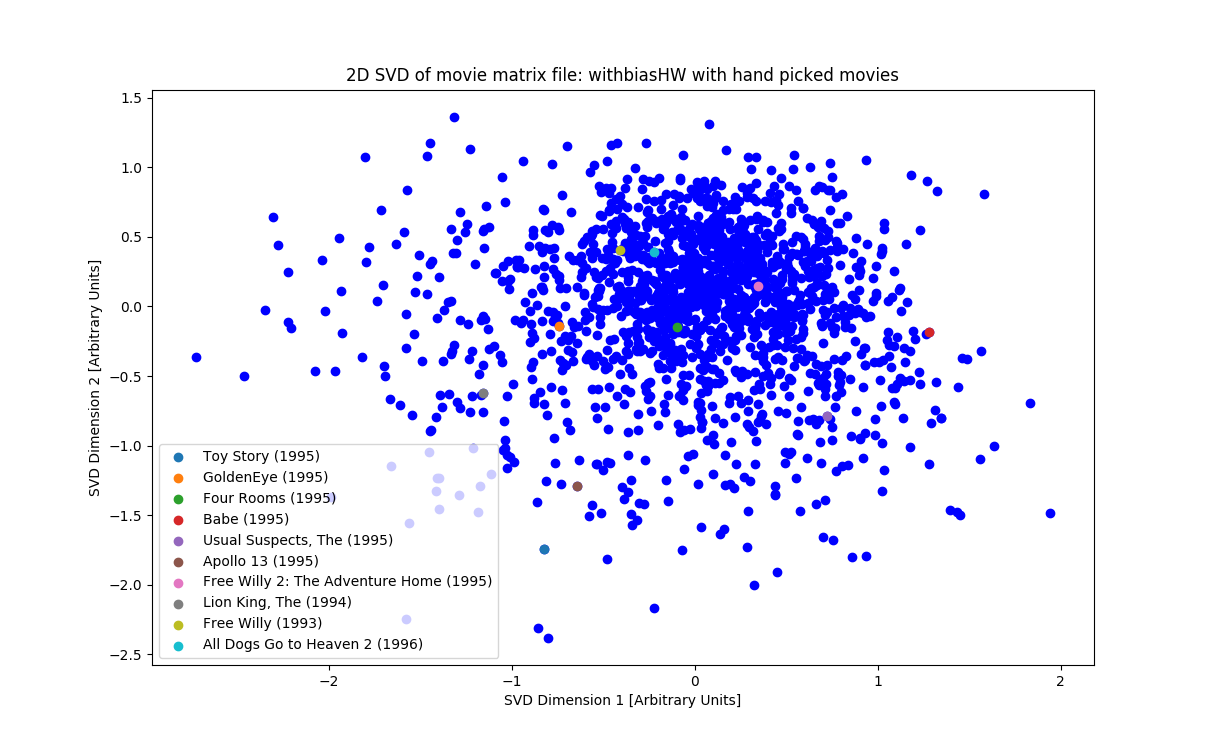 2D SVD of movie matrix file: withbiasHW with hand picked movies
1.5
1.0
0.5
0.0
−0.5
−1.0
−1.5
−2.0
−2.5
SVD Dimension 2 [Arbitrary Units]
Toy Story (1995)
GoldenEye (1995)
Four Rooms (1995)
Babe (1995)
Usual Suspects, The (1995)
Apollo 13 (1995)
Free Willy 2: The Adventure Home (1995)
Lion King, The (1994)
Free Willy (1993)
All Dogs Go to Heaven 2 (1996)
−2 −1 0 1 2
SVD Dimension 1 [Arbitrary Units]